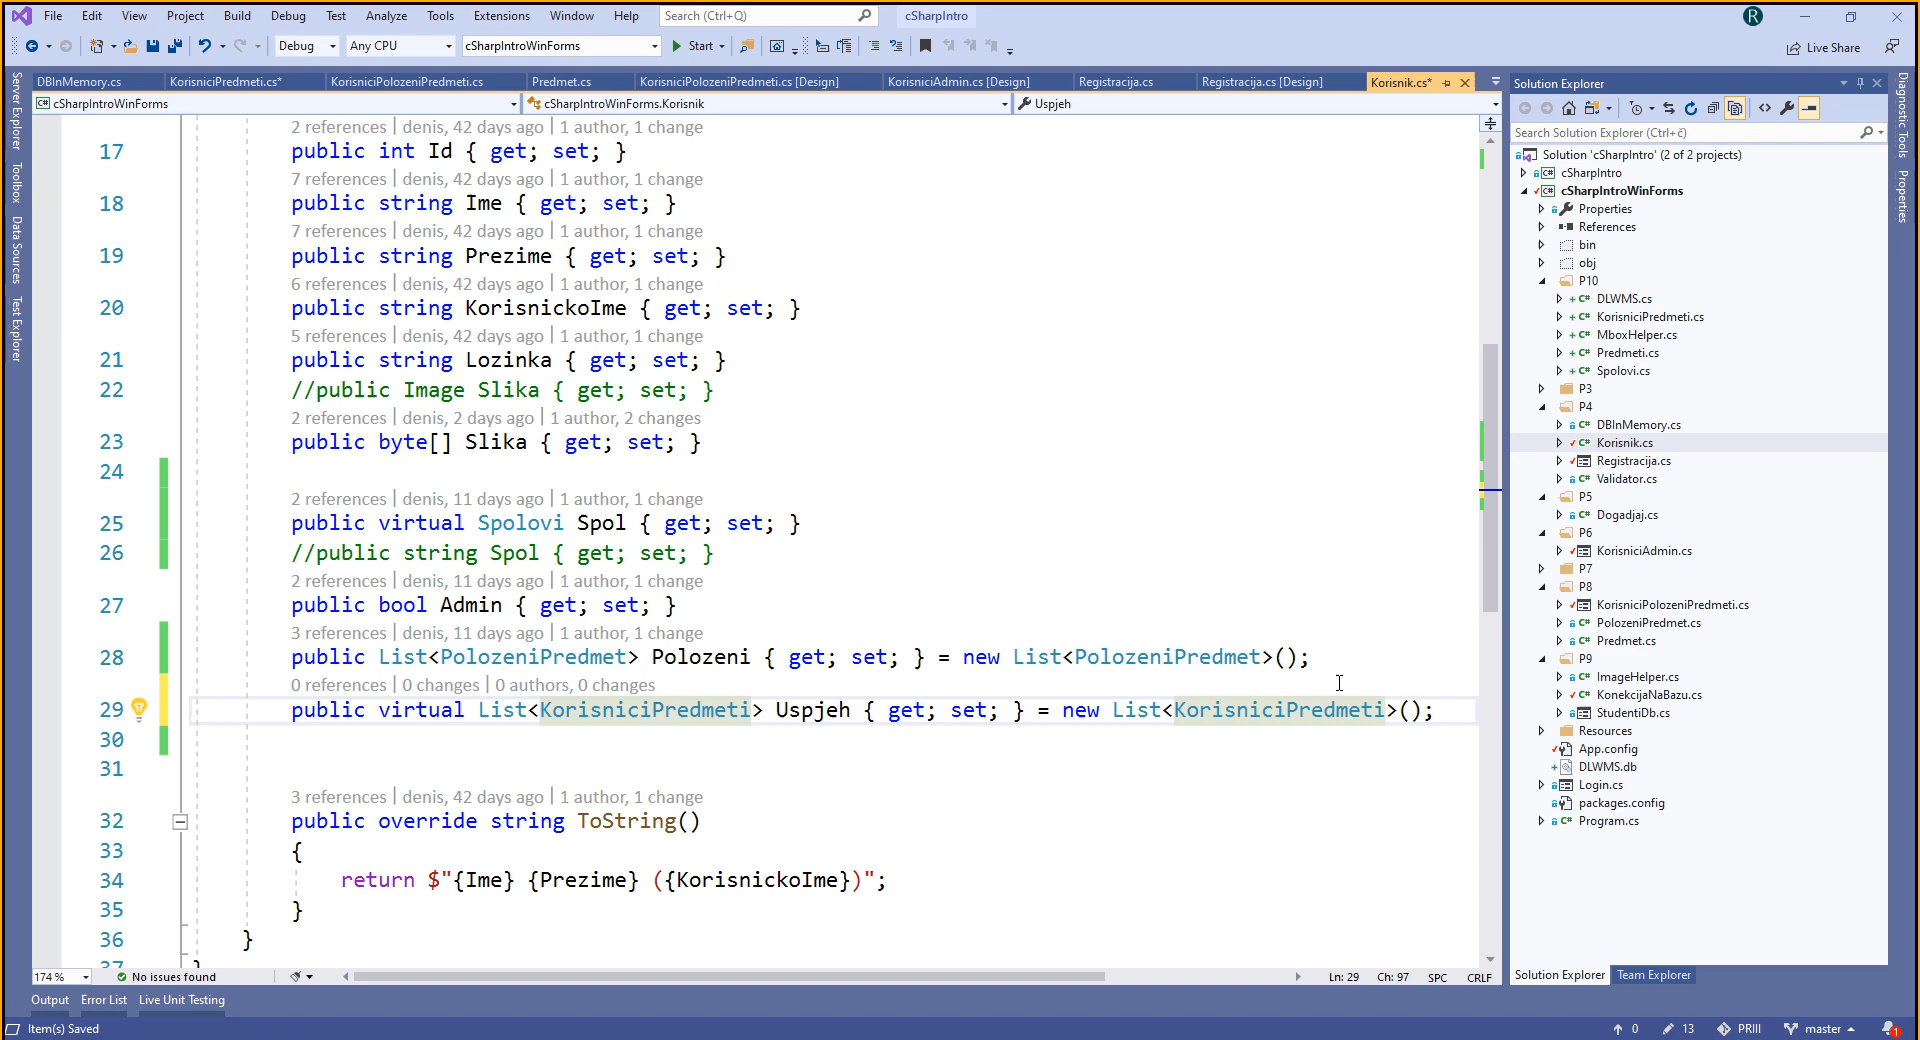 File Edit View Project Build Debug Test Analyze Tools Extensions Window Help Search (Ctrl+Q) cSharpIntro R
Debug Any CPU cSharpIntroWinForms Start Live Share
DBInMemory.cs KorisniciPredmeti.cs* KorisniciPolozeniPredmeti.cs Predmet.cs KorisniciPolozeniPredmeti.cs [Design] KorisniciAdmin.cs [Design] Registracija.cs Registracija.cs [Design] Korisnik.cs*
cSharpIntroWinForms cSharpIntroWinForms.Korisnik Uspjeh
Server Explorer
Toolbox
Data Sources
Test Explorer
2 references | denis, 42 days ago | 1 author, 1 change
17 public int Id { get; set; }
7 references | denis, 42 days ago | 1 author, 1 change
18 public string Ime { get; set; }
7 references | denis, 42 days ago | 1 author, 1 change
19 public string Prezime { get; set; }
6 references | denis, 42 days ago | 1 author, 1 change
20 public string KorisnickoIme { get; set; }
5 references | denis, 42 days ago | 1 author, 1 change
21 public string Lozinka { get; set; }
22 //public Image Slika { get; set; }
2 references | denis, 2 days ago | 1 author, 2 changes
23 public byte[] Slika { get; set; }
24
2 references | denis, 11 days ago | 1 author, 1 change
25 public virtual Spolovi Spol { get; set; }
26 //public string Spol { get; set; }
2 references | denis, 11 days ago | 1 author, 1 change
27 public bool Admin { get; set; }
3 references | denis, 11 days ago | 1 author, 1 change
28 public List<PolozeniPredmet> Polozeni { get; set; } = new List<PolozeniPredmet>();
0 references | 0 changes | 0 authors, 0 changes
29 public virtual List<KorisniciPredmeti> Uspjeh { get; set; } = new List<KorisniciPredmeti>();
30
31
3 references | denis, 42 days ago | 1 author, 1 change
32 public override string ToString()
33 {
34 return $"{Ime} {Prezime} ({KorisnickoIme})";
35 }
36 }
37 }
174 % No issues found Ln: 29 Ch: 97 SPC CRLF
Solution Explorer
Search Solution Explorer (Ctrl+č)
Solution 'cSharpIntro' (2 of 2 projects)
cSharpIntro
cSharpIntroWinForms
Properties
References
bin
obj
P10
DLWMS.cs
KorisniciPredmeti.cs
MboxHelper.cs
Predmeti.cs
Spolovi.cs
P3
P4
DBInMemory.cs
Korisnik.cs
Registracija.cs
Validator.cs
P5
Dogadjaj.cs
P6
KorisniciAdmin.cs
P7
P8
KorisniciPolozeniPredmeti.cs
PolozeniPredmet.cs
Predmet.cs
P9
ImageHelper.cs
KonekcijaNaBazu.cs
StudentiDb.cs
Resources
App.config
DLWMS.db
Login.cs
packages.config
Program.cs
Solution Explorer Team Explorer
Diagnostic Tools
Properties
Output Error List Live Unit Testing
Item(s) Saved 0 13 PRIII master 1